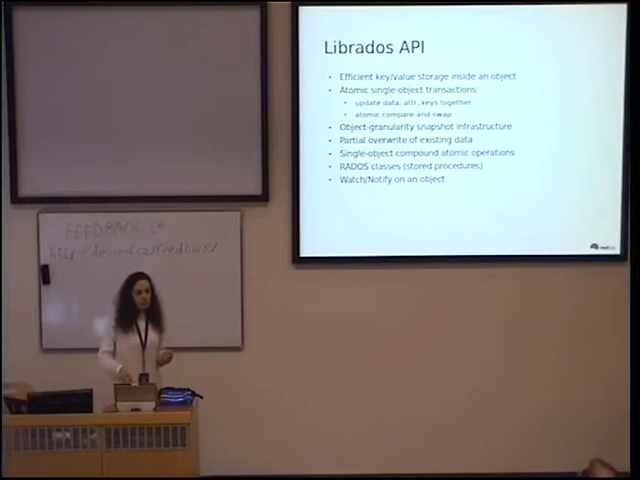 Librados API
Efficient key/value storage inside an object
Atomic single-object transactions
update data, attr, keys together
atomic compare-and-swap
Object-granularity snapshot infrastructure
Partial overwrite of existing data
Single-object compound atomic operations
RADOS classes (stored procedures)
Watch/Notify on an object
FEEDBACK @